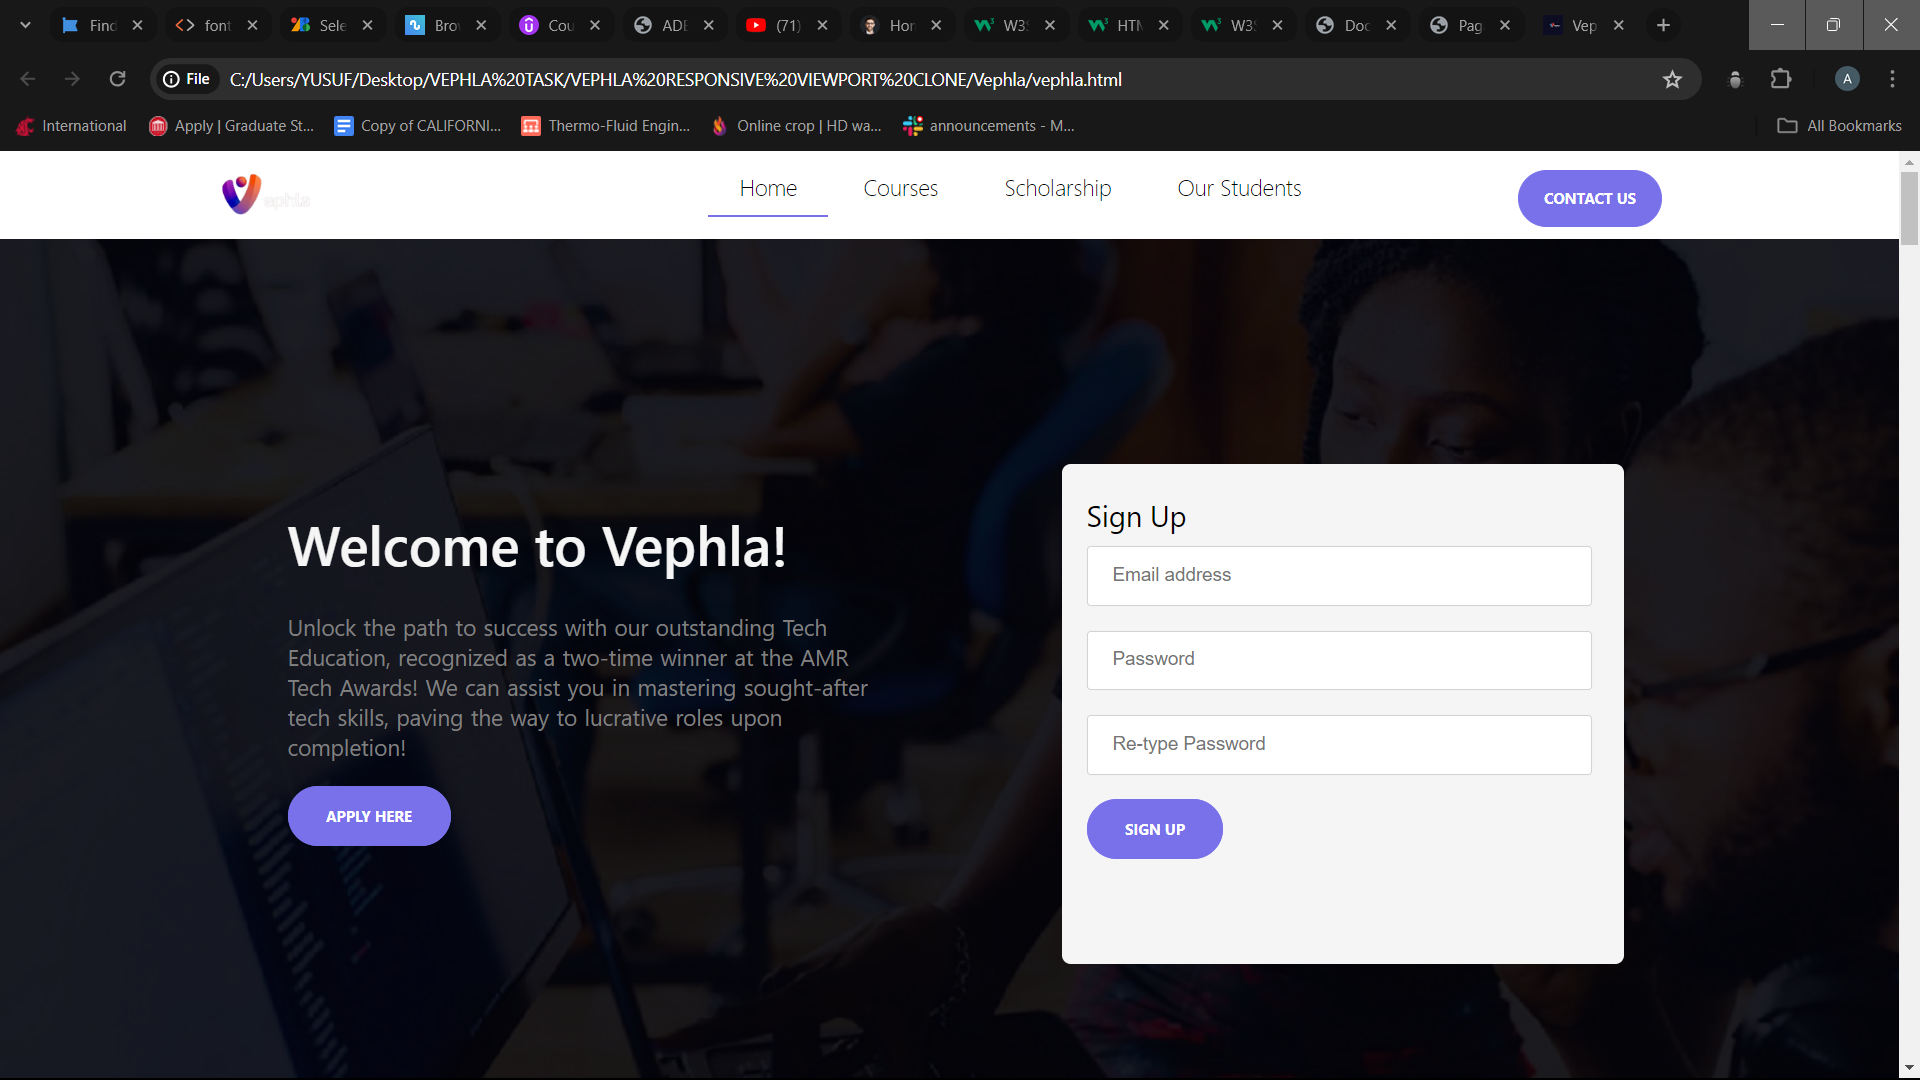 Find
font
Sele
Brov
Cou
ADE
(71)
Hon
W3S
HTM
W3S
Doc
Pag
Vep
File
C:/Users/YUSUF/Desktop/VEPHLA%20TASK/VEPHLA%20RESPONSIVE%20VIEWPORT%20CLONE/Vephla/vephla.html
A
International
Apply | Graduate St...
Copy of CALIFORNI...
Thermo-Fluid Engin...
Online crop | HD wa...
announcements - M...
All Bookmarks
ephla
Home
Courses
Scholarship
Our Students
CONTACT US
Welcome to Vephla!
Unlock the path to success with our outstanding Tech
Education, recognized as a two-time winner at the AMR
Tech Awards! We can assist you in mastering sought-after
tech skills, paving the way to lucrative roles upon
completion!
APPLY HERE
Sign Up
Email address
Password
Re-type Password
SIGN UP